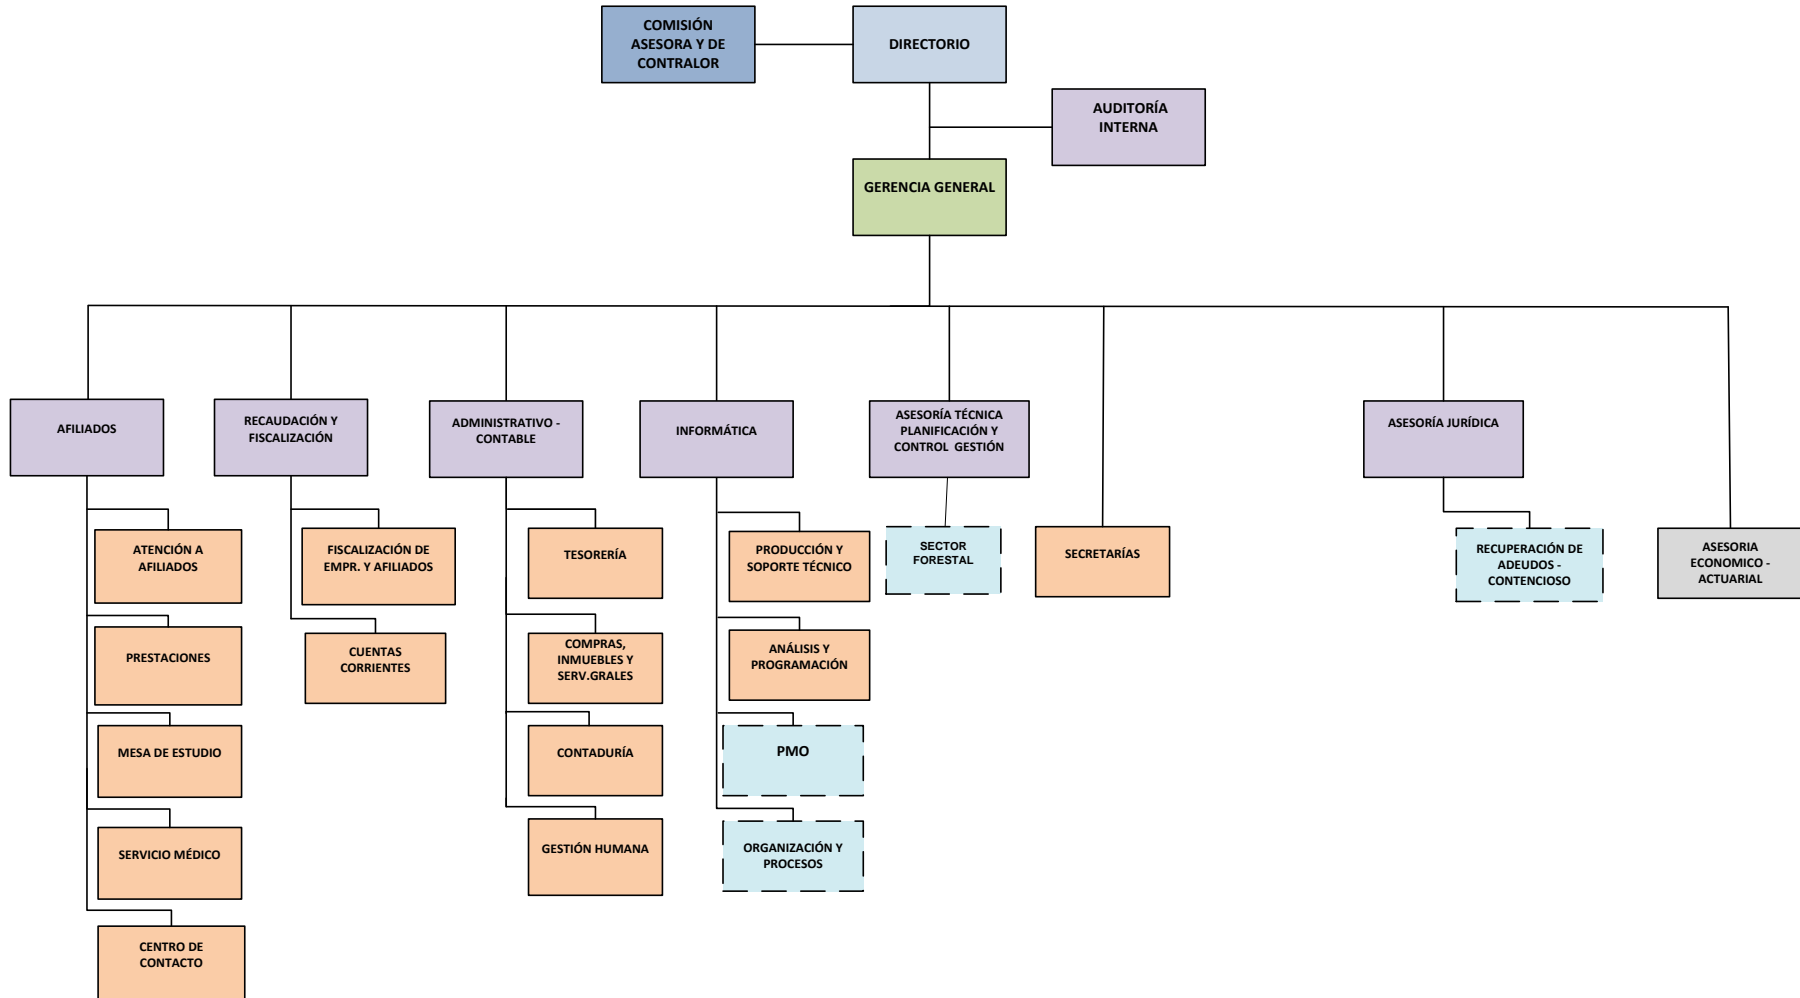 COMISIÓN
ASESORA Y DE
CONTRALOR
DIRECTORIO
AUDITORÍA
INTERNA
GERENCIA GENERAL
AFILIADOS
RECAUDACIÓN Y
FISCALIZACIÓN
ADMINISTRATIVO -
CONTABLE
INFORMÁTICA
ASESORÍA TÉCNICA
PLANIFICACIÓN Y
CONTROL  GESTIÓN
ASESORÍA JURÍDICA
ATENCIÓN A
AFILIADOS
FISCALIZACIÓN DE
EMPR. Y AFILIADOS
TESORERÍA
PRODUCCIÓN Y
SOPORTE TÉCNICO
SECTOR
FORESTAL
SECRETARÍAS
RECUPERACIÓN DE
ADEUDOS -
CONTENCIOSO
ASESORIA
ECONOMICO -
ACTUARIAL
PRESTACIONES
CUENTAS
CORRIENTES
COMPRAS,
INMUEBLES Y
SERV.GRALES
ANÁLISIS Y
PROGRAMACIÓN
MESA DE ESTUDIO
CONTADURÍA
PMO
SERVICIO MÉDICO
GESTIÓN HUMANA
ORGANIZACIÓN Y
PROCESOS
CENTRO DE
CONTACTO